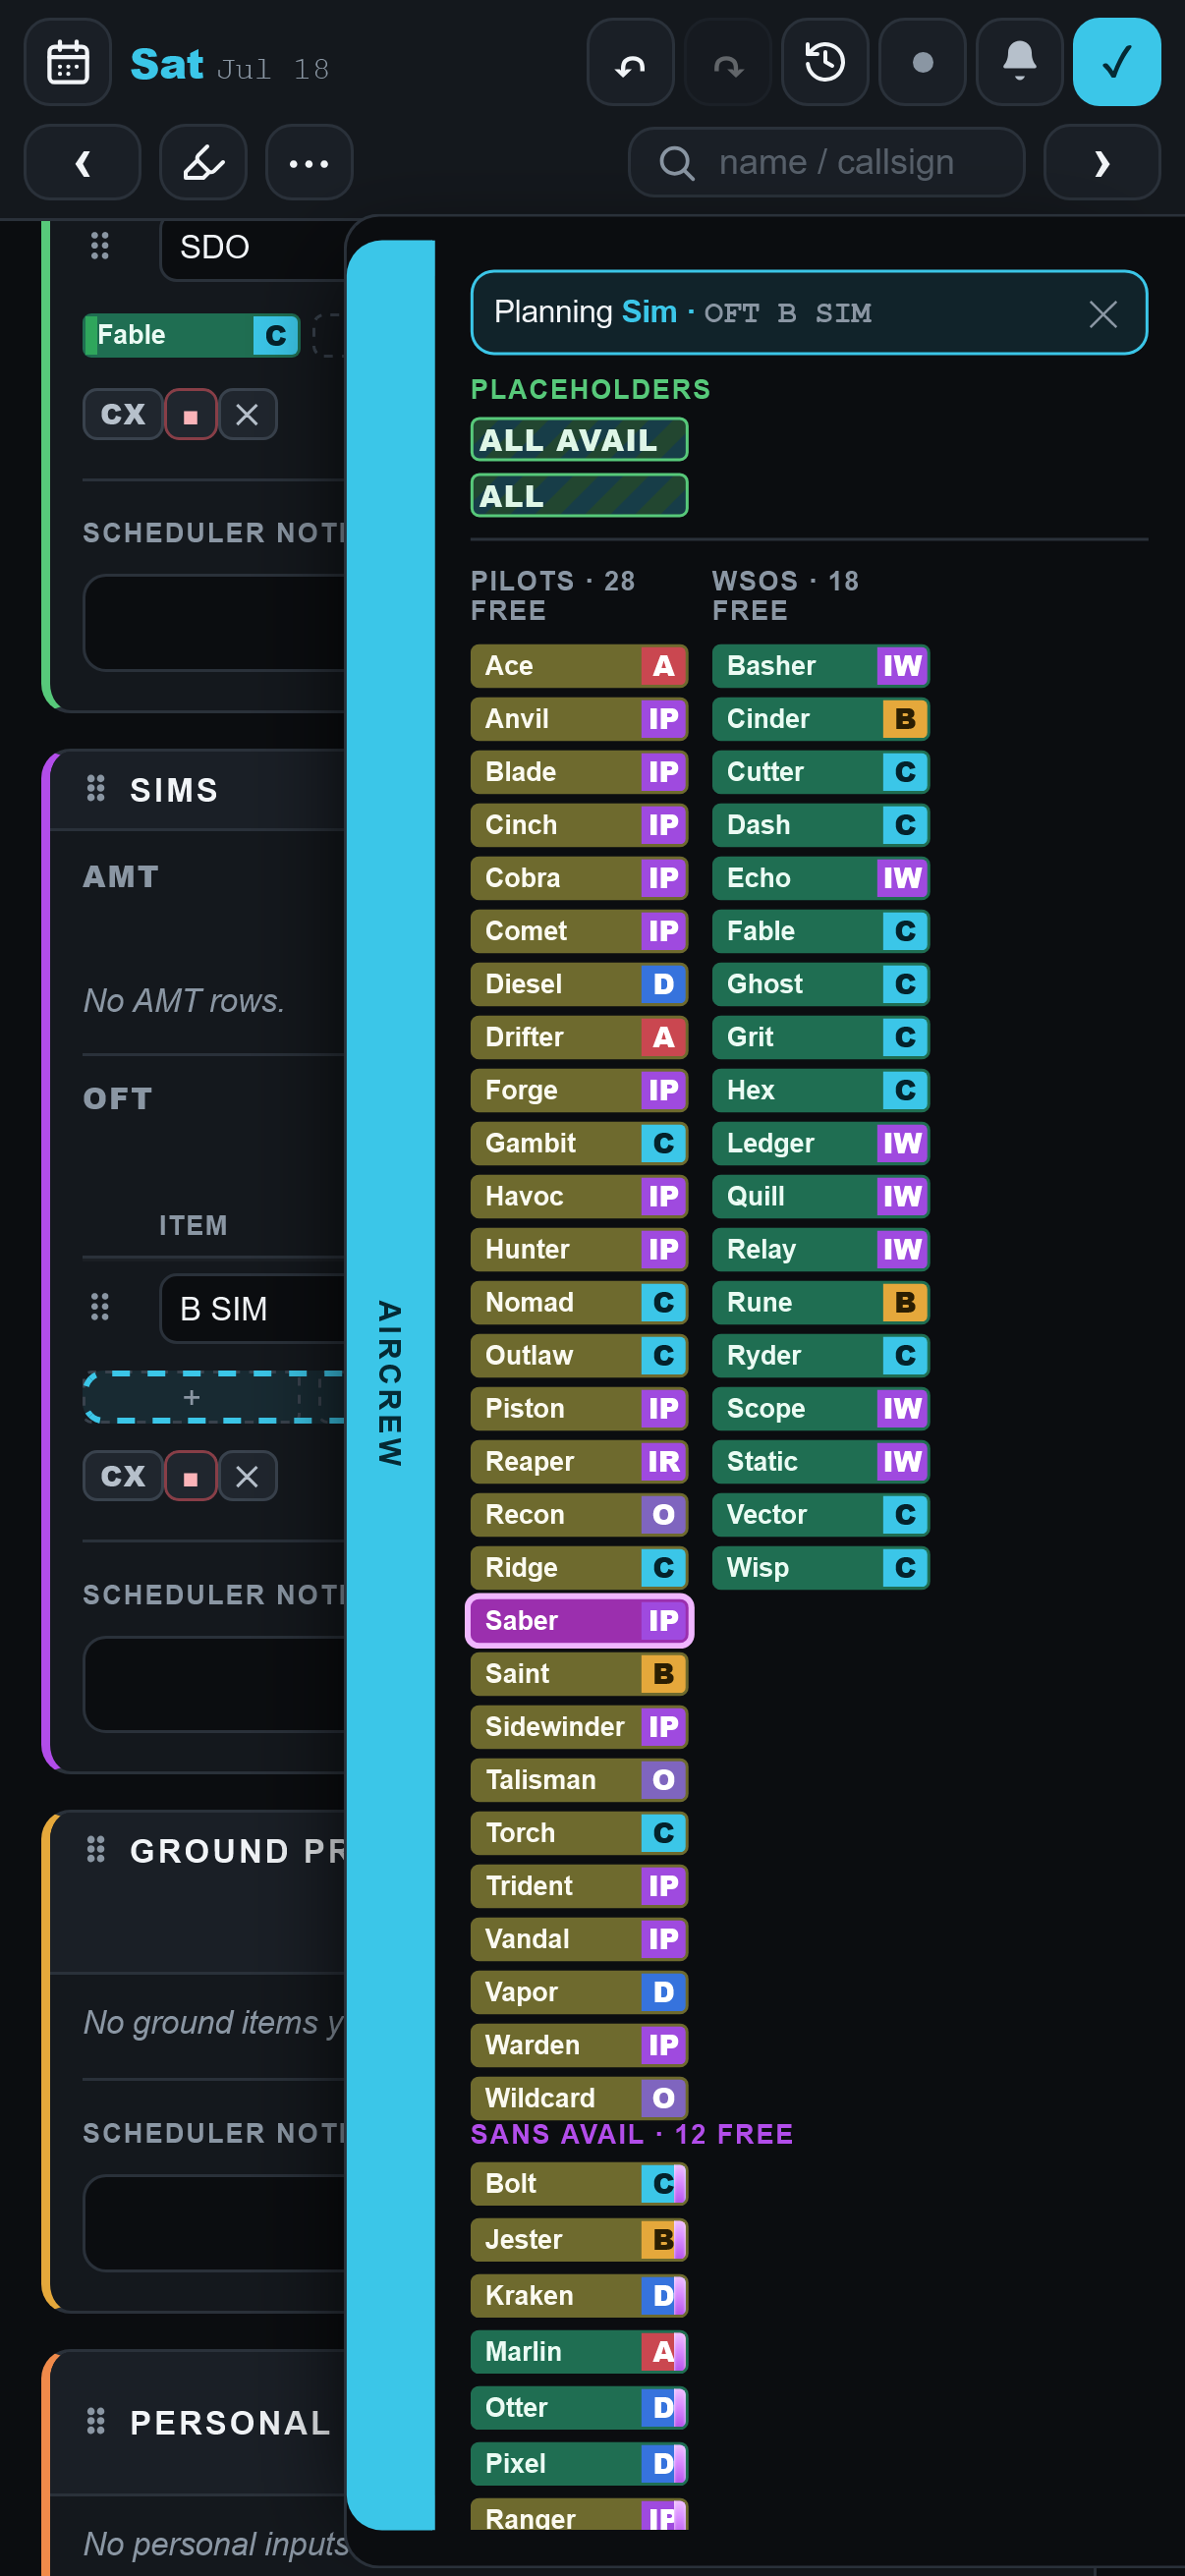 Sat Jul 18
name / callsign
SDO
Fable C
CX
SCHEDULER NOT
SIMS
AMT
No AMT rows.
OFT
ITEM
B SIM
+
CX
SCHEDULER NOT
GROUND PR
No ground items y
SCHEDULER NOT
PERSONAL
No personal inputs
AIRCREW
Planning Sim · OFT B SIM
PLACEHOLDERS
ALL AVAIL
ALL
PILOTS · 28 FREE
Ace A
Anvil IP
Blade IP
Cinch IP
Cobra IP
Comet IP
Diesel D
Drifter A
Forge IP
Gambit C
Havoc IP
Hunter IP
Nomad C
Outlaw C
Piston IP
Reaper IR
Recon O
Ridge C
Saber IP
Saint B
Sidewinder IP
Talisman O
Torch C
Trident IP
Vandal IP
Vapor D
Warden IP
Wildcard O
WSOS · 18 FREE
Basher IW
Cinder B
Cutter C
Dash C
Echo IW
Fable C
Ghost C
Grit C
Hex C
Ledger IW
Quill IW
Relay IW
Rune B
Ryder C
Scope IW
Static IW
Vector C
Wisp C
SANS AVAIL · 12 FREE
Bolt C
Jester B
Kraken D
Marlin A
Otter D
Pixel D
Ranger IP